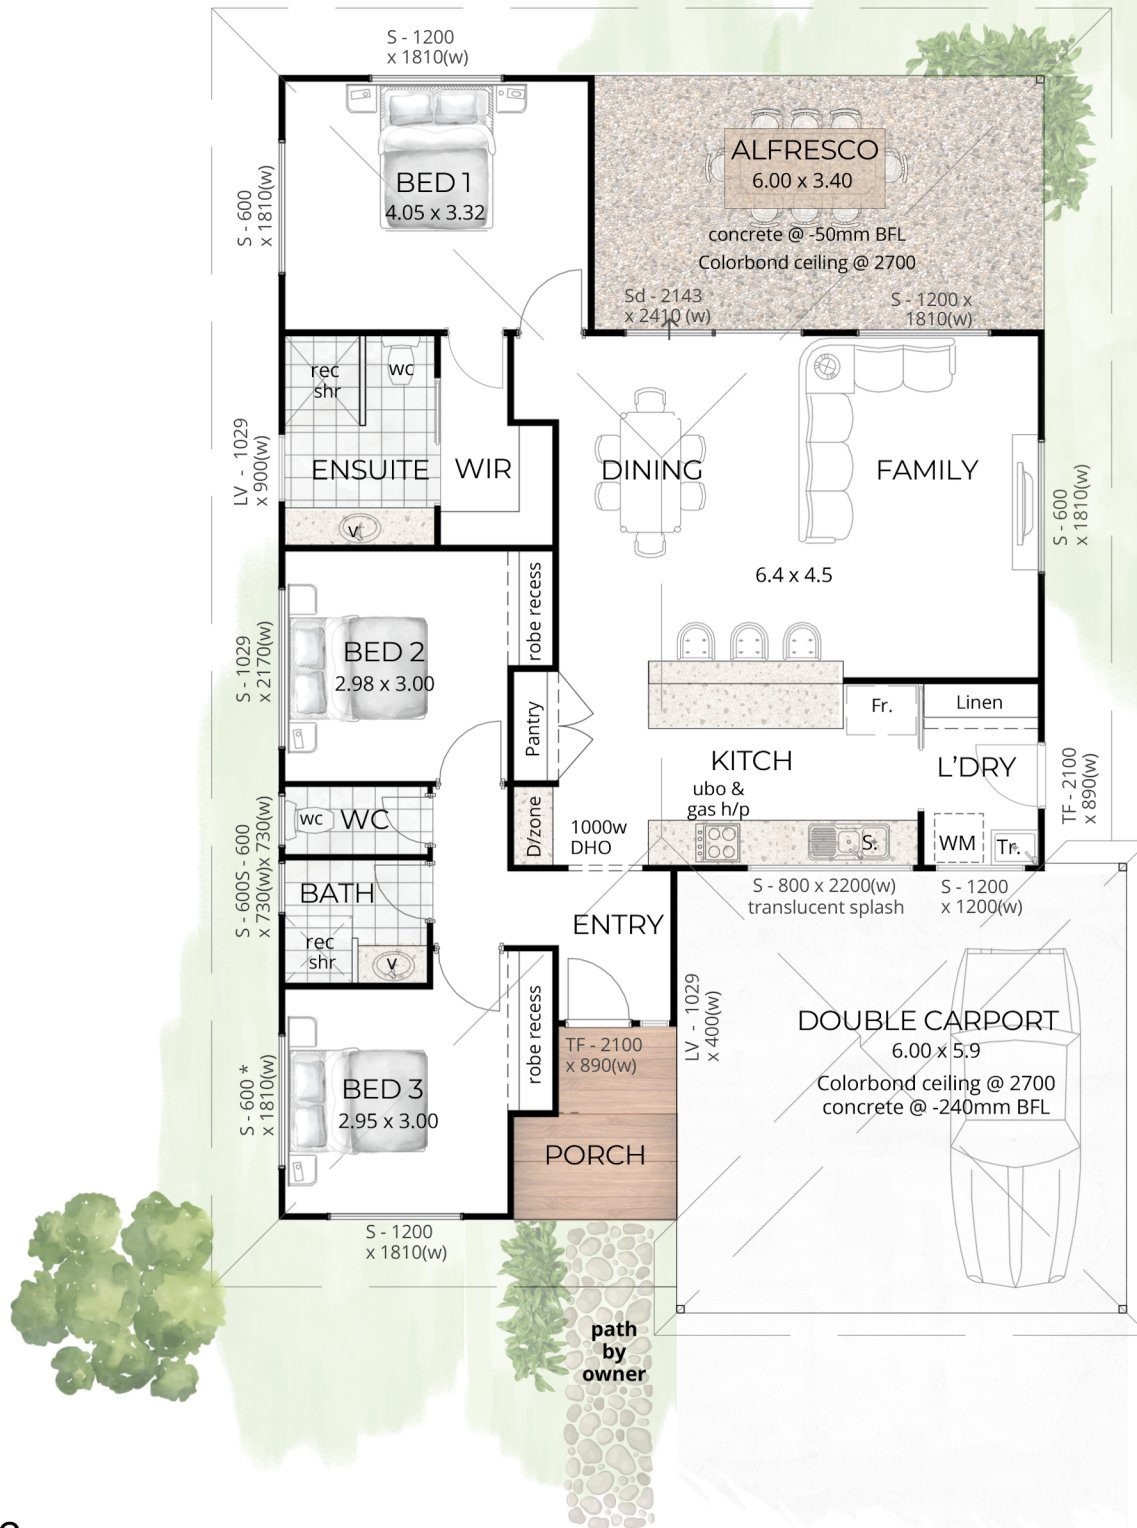 S - 1200
x 1810(w)
S - 600
x 1810(w)
BED 1
4.05 x 3.32
ALFRESCO
6.00 x 3.40
concrete @ -50mm BFL
Colorbond ceiling @ 2700
Sd - 2143
x 2410 (w)
S - 1200 x
1810(w)
rec
shr
wc
LV - 1029
x 900(w)
ENSUITE
WIR
v
DINING
FAMILY
S - 600
x 1810(w)
6.4 x 4.5
robe recess
S - 1029
x 2170(w)
BED 2
2.98 x 3.00
Pantry
Fr.
Linen
KITCH
L'DRY
ubo &
gas h/p
TF - 2100
x 890(w)
S - 600
x 730(w)
wc
WC
D/zone
1000w
DHO
S.
WM
Tr.
S - 600
x 730(w)
BATH
rec
shr
v
ENTRY
S - 800 x 2200(w)
translucent splash
S - 1200
x 1200(w)
robe recess
LV - 1029
x 400(w)
DOUBLE CARPORT
6.00 x 5.9
Colorbond ceiling @ 2700
concrete @ -240mm BFL
TF - 2100
x 890(w)
S - 600 *
x 1810(w)
BED 3
2.95 x 3.00
PORCH
S - 1200
x 1810(w)
path
by
owner